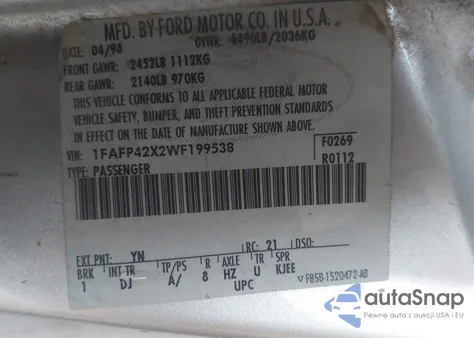 MFD. BY FORD MOTOR CO. IN U.S.A.
DATE: 04/98 GVWR: 4490LB/2036KG
FRONT GAWR: 2452LB 1112KG
REAR GAWR: 2140LB 970KG
THIS VEHICLE CONFORMS TO ALL APPLICABLE FEDERAL MOTOR
VEHICLE SAFETY, BUMPER, AND THEFT PREVENTION STANDARDS
IN EFFECT ON THE DATE OF MANUFACTURE SHOWN ABOVE.
VIN: 1FAFP42X2WF199538 F0269
TYPE: PASSENGER R0112
EXT PNT: YN RC: 21 DSO:
BRK INT TR TP/PS R AXLE TR SPR
1 DJ A/ 8 HZ U KJEE
UPC F85B-1520472-AB
autoSnap
Pewne auta z aukcji z USA i EU